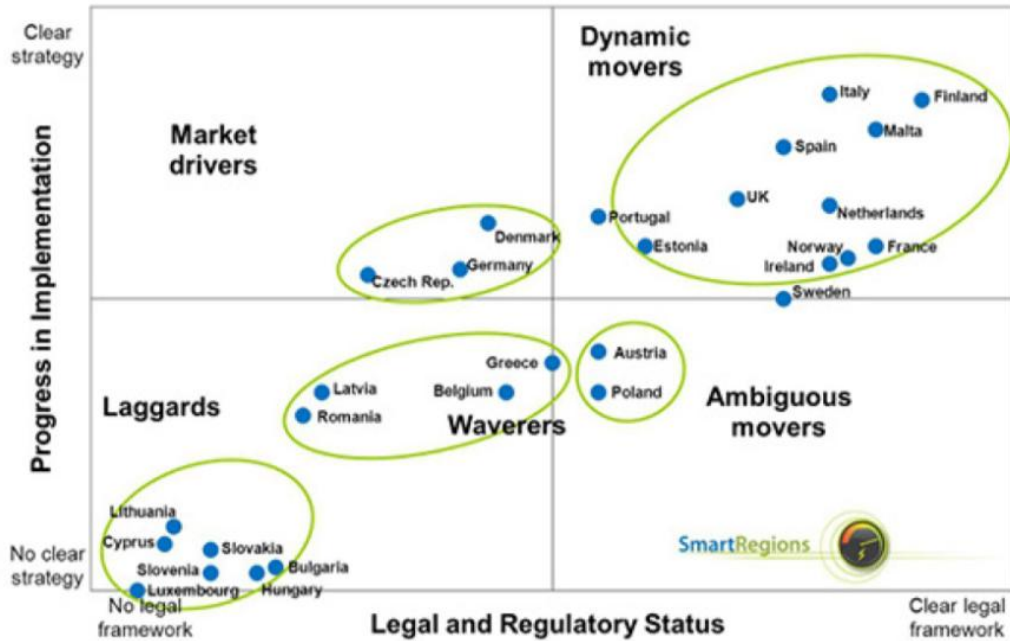 Clear
strategy
Dynamic
movers
Italy
Finland
Market
drivers
Malta
Spain
UK
Netherlands
Portugal
Denmark
Estonia
Norway
France
Germany
Ireland
Czech Rep.
Sweden
Progress in Implementation
Austria
Greece
Latvia
Belgium
Poland
Laggards
Romania
Waverers
Ambiguous
movers
Lithuania
Cyprus
Slovakia
SmartRegions
No clear
strategy
Slovenia
Bulgaria
Luxembourg
Hungary
No legal
framework
Legal and Regulatory Status
Clear legal
framework